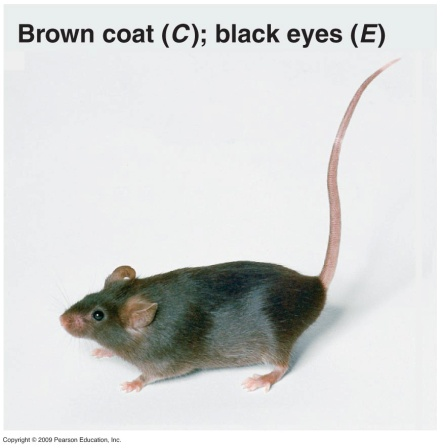 Brown coat (C); black eyes (E)
Copyright © 2009 Pearson Education, Inc.